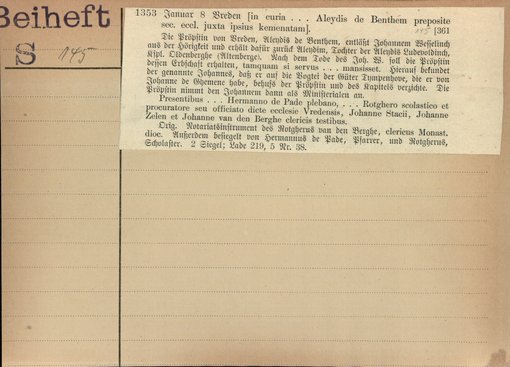 Beiheft
S 145
1353 Januar 8 Vreden [in curia . . . Aleydis de Benthem preposite
sec. eccl. juxta ipsius kemenatam]. 145 [361
Die Pröpstin von Vreden, Aleydis de Benthem, entläßt Johannem Wesselinch
aus der Hörigkeit und erhält dafür zurück Aleydim, Tochter der Aleydis Ludevoldinch,
Kspl. Oldenberghe (Altenberge). Nach dem Tode des Joh. W. soll die Pröpstin
dessen Erbschaft erhalten, tamquam si servus . . . mansisset. Hierauf bekundet
der genannte Johannes, daß er auf die Vogtei der Güter Tympenhove, die er von
Johannes de Ghemene habe, behufs der Pröpstin und des Kapitels verzichte. Die
Pröpstin nimmt den Johannem dann als Ministerialen an.
Presentibus . . . Hermanno de Pade plebano, . . . Rotghero scolastico et
procuratore seu officiato dicte ecclesie Vredensis, Johanne Stacii, Johanne
Zelen et Johanne van den Berghe clericis testibus.
Orig. Notariatsinstrument des Rotgherus van den Berghe, clericus Monast.
dioc. Außerdem besiegelt von Hermannus de Pade, Pfarrer, und Rotgherus,
Scholaster. 2 Siegel; Lade 219, 5 Nr. 38.